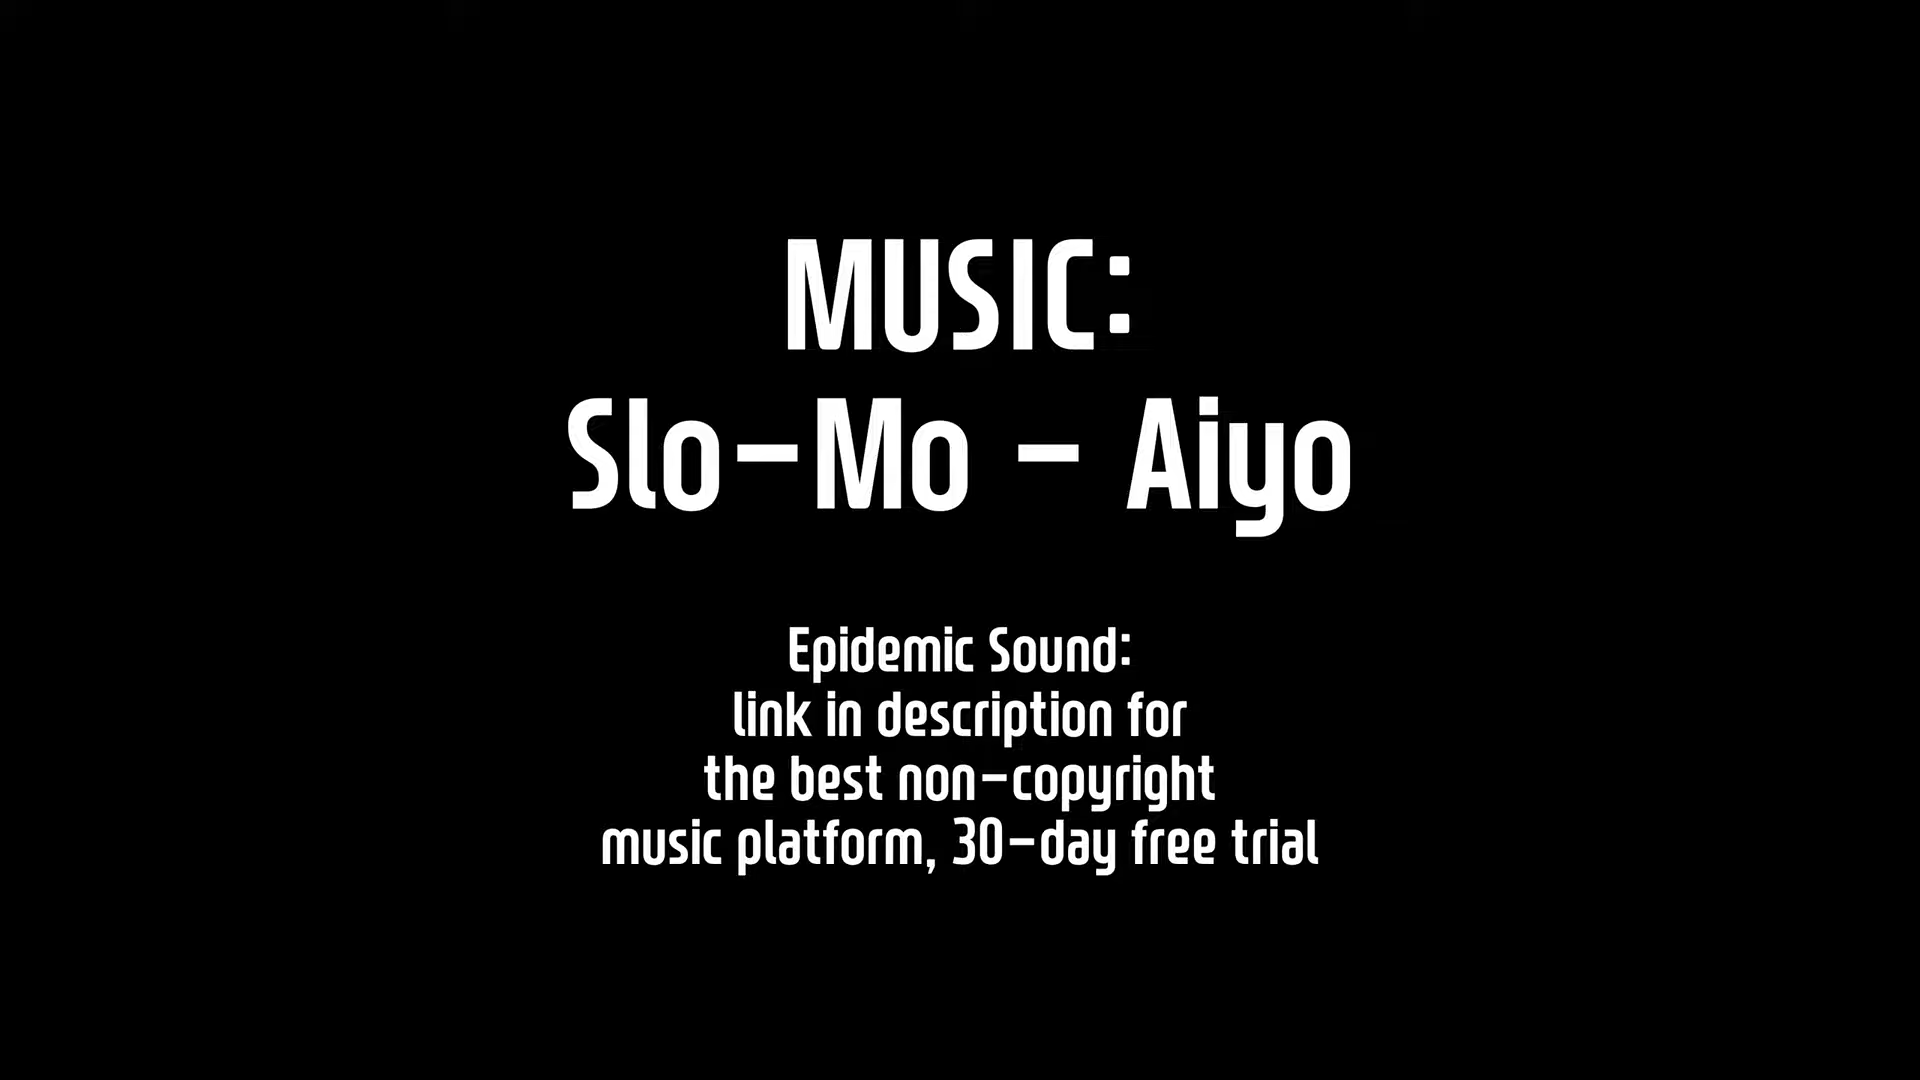 MUSIC:
Slo-Mo - Aiyo
Epidemic Sound:
link in description for
the best non-copyright
music platform, 30-day free trial